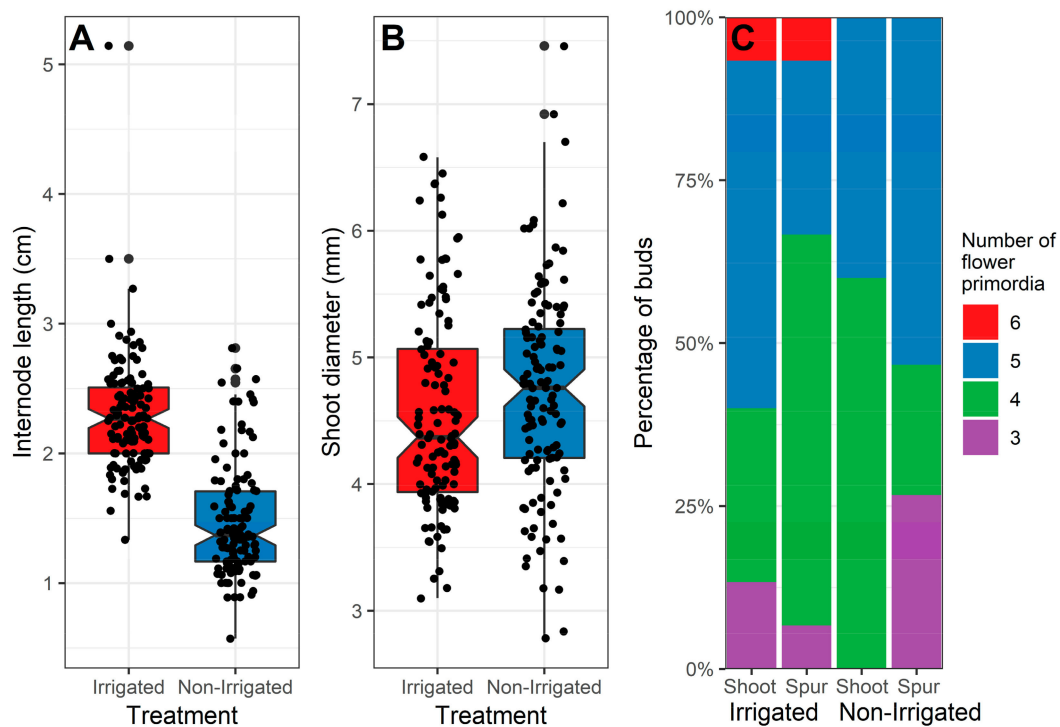 A
Internode length (cm)
5
4
3
2
1
Irrigated Non-Irrigated
Treatment
B
Shoot diameter (mm)
7
6
5
4
3
Irrigated Non-Irrigated
Treatment
C
Percentage of buds
100%
75%
50%
25%
0%
Shoot Spur Shoot Spur
Irrigated Non-Irrigated
Number of
flower
primordia
6
5
4
3